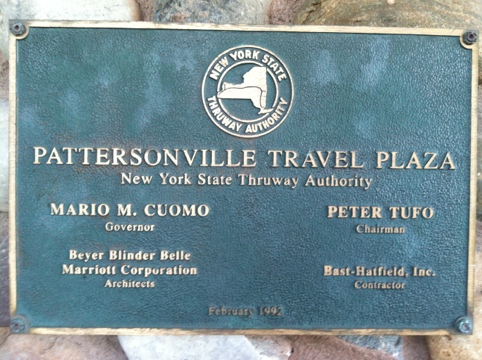 NEW YORK STATE
THRUWAY AUTHORITY
PATTERSONVILLE TRAVEL PLAZA
New York State Thruway Authority
MARIO M. CUOMO
Governor
PETER TUFO
Chairman
Beyer Blinder Belle
Marriott Corporation
Architects
Bast-Hatfield, Inc.
Contractor
February 1992